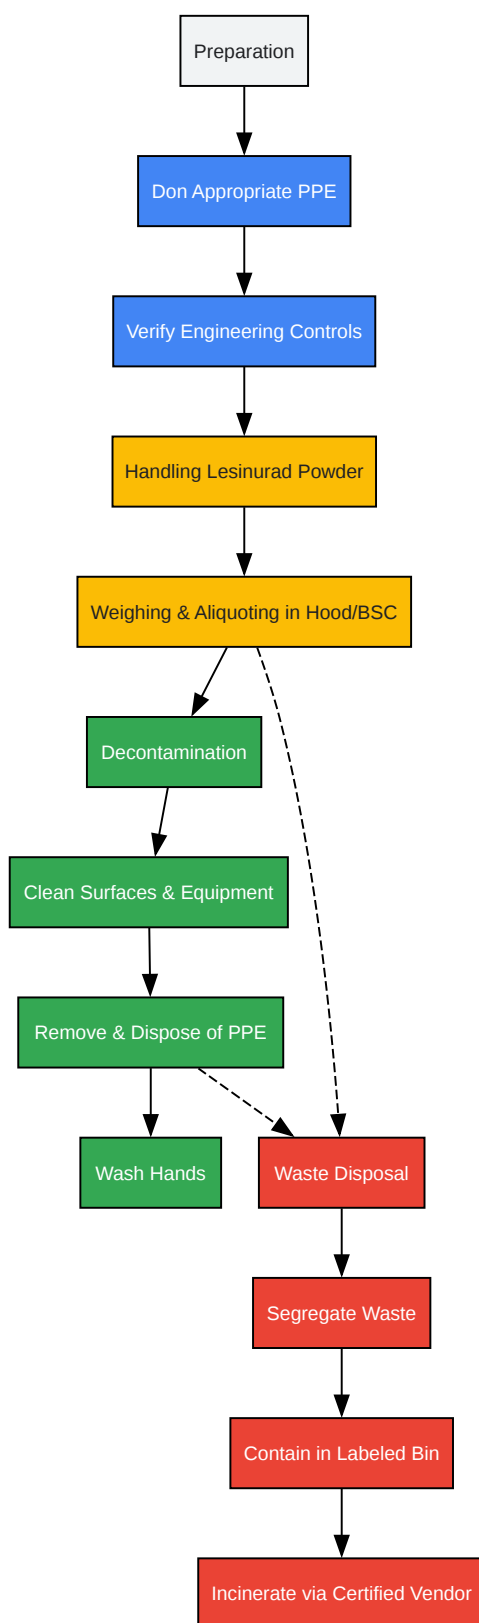 Preparation
Don Appropriate PPE
Verify Engineering Controls
Handling Lesinurad Powder
Weighing & Aliquoting in Hood/BSC
Decontamination
Clean Surfaces & Equipment
Remove & Dispose of PPE
Wash Hands
Waste Disposal
Segregate Waste
Contain in Labeled Bin
Incinerate via Certified Vendor